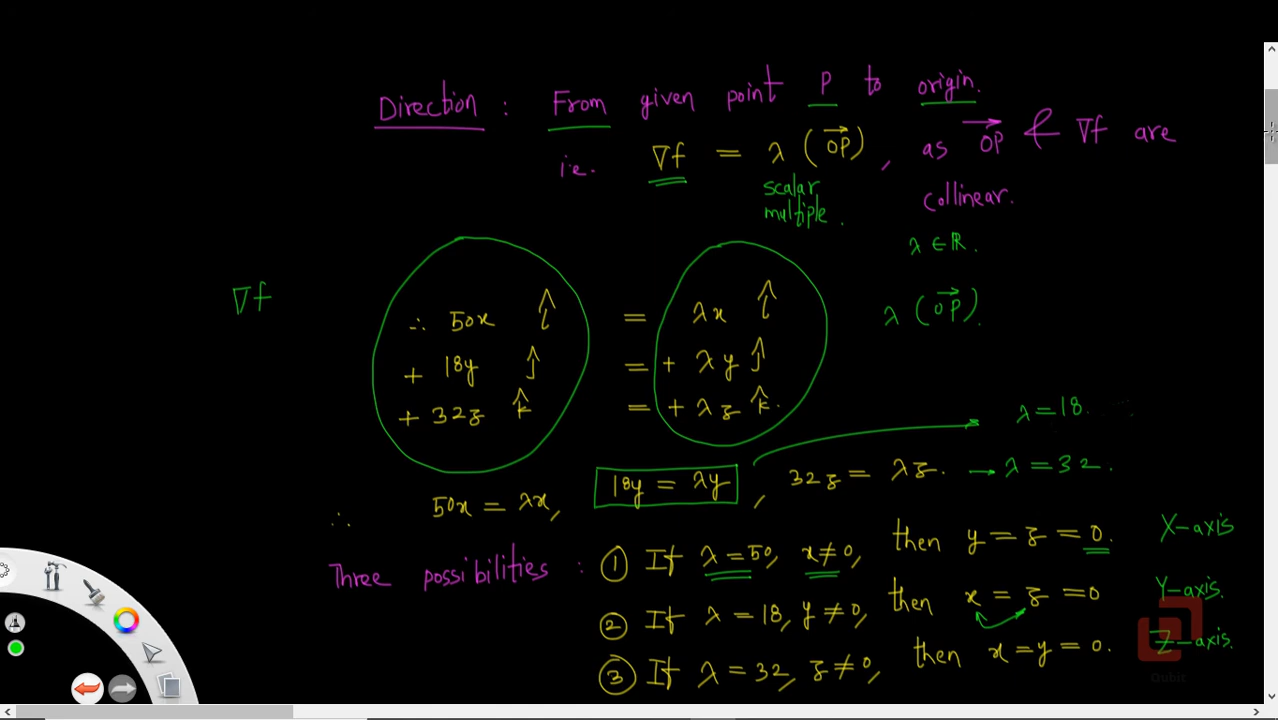 Direction : From given point P to origin.
i.e. ∇f = λ (OP⃗), as OP⃗ & ∇f are
scalar multiple. collinear.
λ ∈ ℝ.
∇f
∴ 50x î = λx î λ (OP⃗).
+ 18y ĵ = + λy ĵ
+ 32z k̂ = + λz k̂.
λ = 18.
∴ 50x = λx, 18y = λy, 32z = λz. → λ = 32.
Three possibilities : ① If λ = 50, x ≠ 0, then y = z = 0. X-axis
② If λ = 18, y ≠ 0, then x = z = 0 Y-axis.
③ If λ = 32, z ≠ 0, then x = y = 0. Z-axis.
Qubit